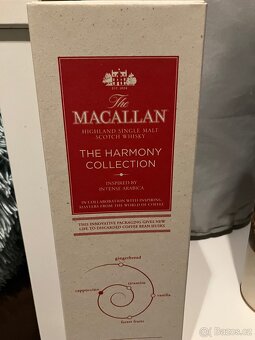 EST. 1824
The
MACALLAN
HIGHLAND SINGLE MALT
SCOTCH WHISKY
THE HARMONY
COLLECTION
INSPIRED BY
INTENSE ARABICA
IN COLLABORATION WITH INSPIRING
MASTERS FROM THE WORLD OF COFFEE
THIS INNOVATIVE PACKAGING GIVES NEW
LIFE TO DISCARDED COFFEE BEAN HUSKS
gingerbread
tiramisu
cappuccino
vanilla
forest fruits
sbazar.cz